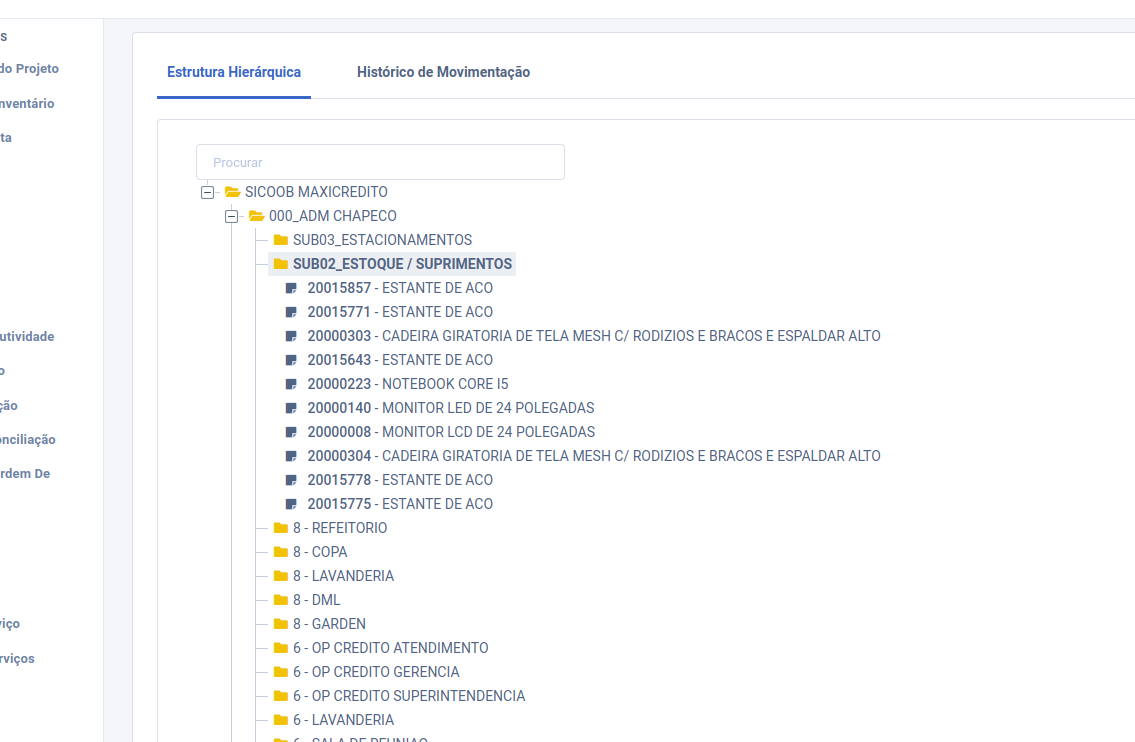 s
do Projeto
nventário
ta
utividade
o
ção
onciliação
rdem De
viço
rviços
Estrutura Hierárquica
Histórico de Movimentação
Procurar
SICOOB MAXICREDITO
000_ADM CHAPECO
SUB03_ESTACIONAMENTOS
SUB02_ESTOQUE / SUPRIMENTOS
20015857 - ESTANTE DE ACO
20015771 - ESTANTE DE ACO
20000303 - CADEIRA GIRATORIA DE TELA MESH C/ RODIZIOS E BRACOS E ESPALDAR ALTO
20015643 - ESTANTE DE ACO
20000223 - NOTEBOOK CORE I5
20000140 - MONITOR LED DE 24 POLEGADAS
20000008 - MONITOR LCD DE 24 POLEGADAS
20000304 - CADEIRA GIRATORIA DE TELA MESH C/ RODIZIOS E BRACOS E ESPALDAR ALTO
20015778 - ESTANTE DE ACO
20015775 - ESTANTE DE ACO
8 - REFEITORIO
8 - COPA
8 - LAVANDERIA
8 - DML
8 - GARDEN
6 - OP CREDITO ATENDIMENTO
6 - OP CREDITO GERENCIA
6 - OP CREDITO SUPERINTENDENCIA
6 - LAVANDERIA
6 - SALA DE REUNIAO